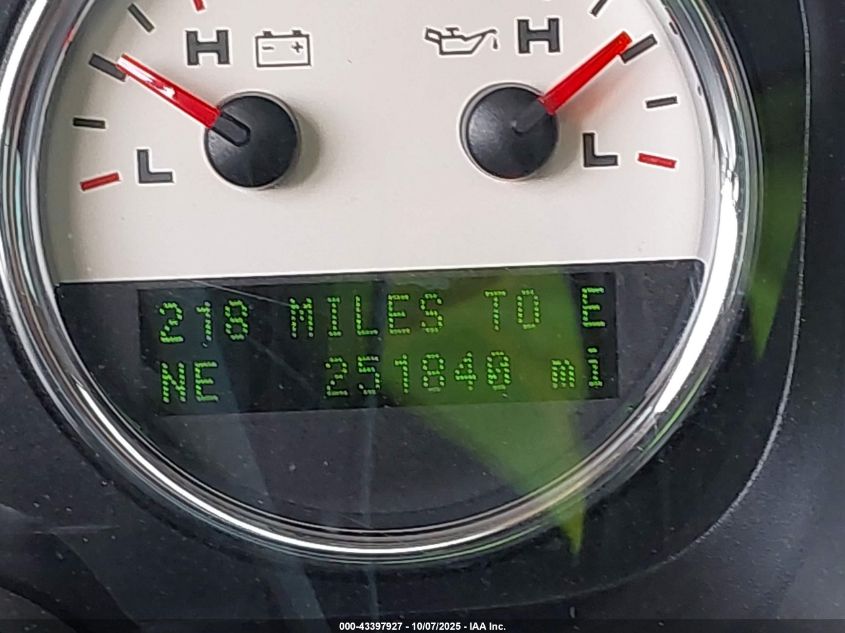 H H
L L
218 MILES TO E
NE 251840 mi
000-43397927 - 10/07/2025 - IAA Inc.